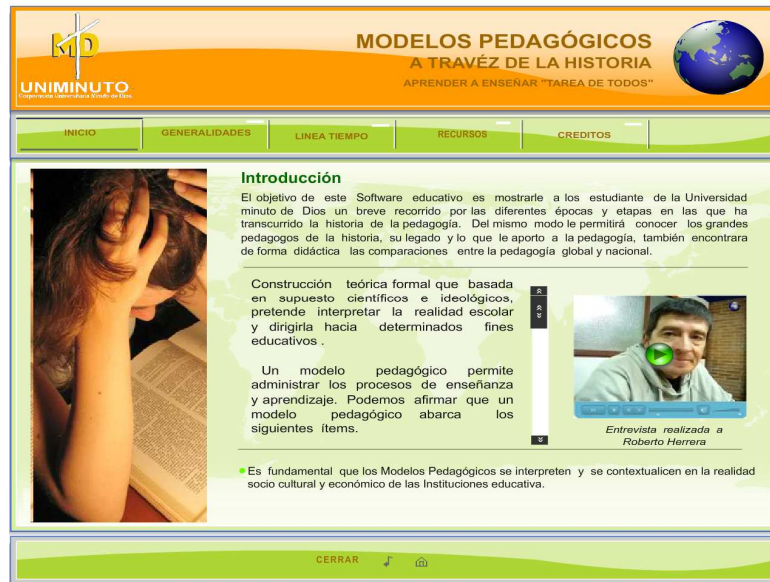 MD
UNIMINUTO
Corporación Universitaria Minuto de Dios
MODELOS PEDAGÓGICOS
A TRAVÉZ DE LA HISTORIA
APRENDER A ENSEÑAR "TAREA DE TODOS"
INICIO
GENERALIDADES
LINEA TIEMPO
RECURSOS
CREDITOS
Introducción
El objetivo de este Software educativo es mostrarle a los estudiante de la Universidad
minuto de Dios un breve recorrido por las diferentes épocas y etapas en las que ha
transcurrido la historia de la pedagogía. Del mismo modo le permitirá conocer los grandes
pedagogos de la historia, su legado y lo que le aporto a la pedagogía, también encontrara
de forma didáctica las comparaciones entre la pedagogía global y nacional.
Construcción teórica formal que basada
en supuesto científicos e ideológicos,
pretende interpretar la realidad escolar
y dirigirla hacia determinados fines
educativos .
Un modelo pedagógico permite
administrar los procesos de enseñanza
y aprendizaje. Podemos afirmar que un
modelo pedagógico abarca los
siguientes ítems.
Entrevista realizada a
Roberto Herrera
Es fundamental que los Modelos Pedagógicos se interpreten y se contextualicen en la realidad
socio cultural y económico de las Instituciones educativa.
CERRAR